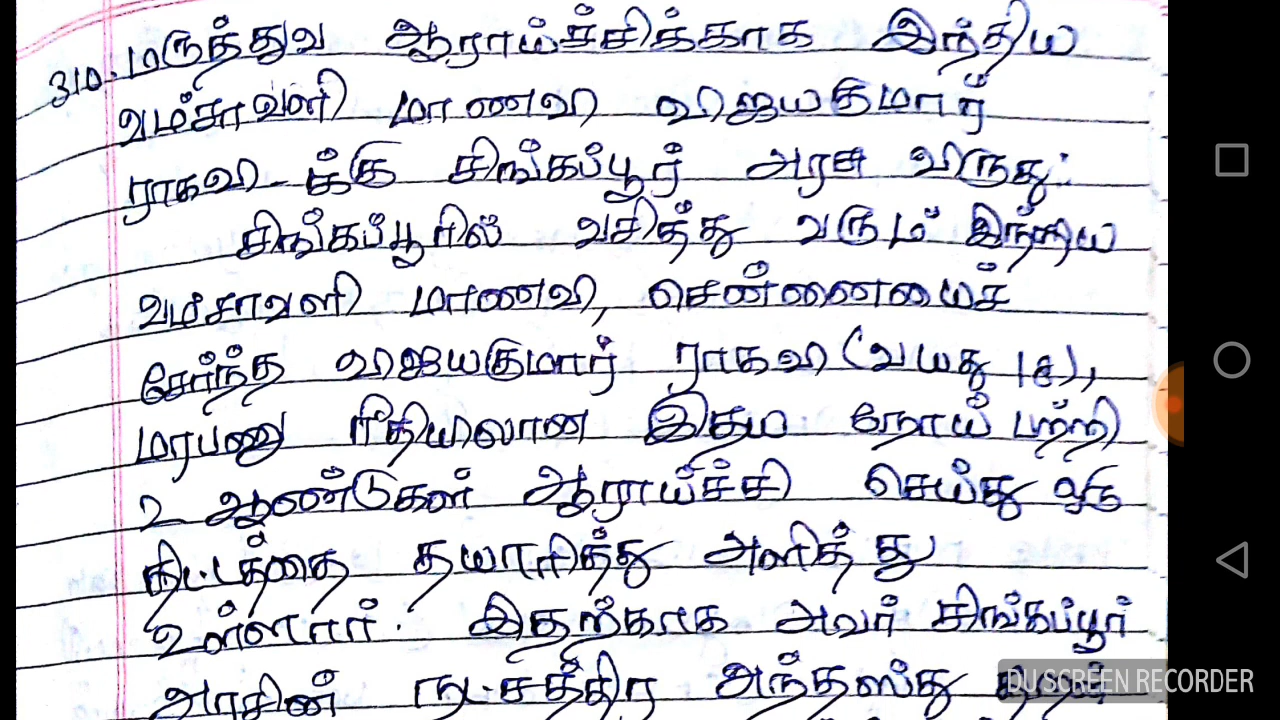 310. மருத்துவ ஆராய்ச்சிக்காக இந்திய
வம்சாவளி மாணவி விஜயகுமார்
ராகவி-க்கு சிங்கப்பூர் அரசு விருது:
சிங்கப்பூரில் வசித்து வரும் இந்திய
வம்சாவளி மாணவி, சென்னையைச்
சேர்ந்த விஜயகுமார் ராகவி (வயது 18),
மரபணு ரீதியிலான இதய நோய் பற்றி
2 ஆண்டுகள் ஆராய்ச்சி செய்து ஒரு
திட்டத்தை தயாரித்து அளித்து
உள்ளார். இதற்காக அவர் சிங்கப்பூர்
அரசின் நட்சத்திர அந்தஸ்து
DU SCREEN RECORDER